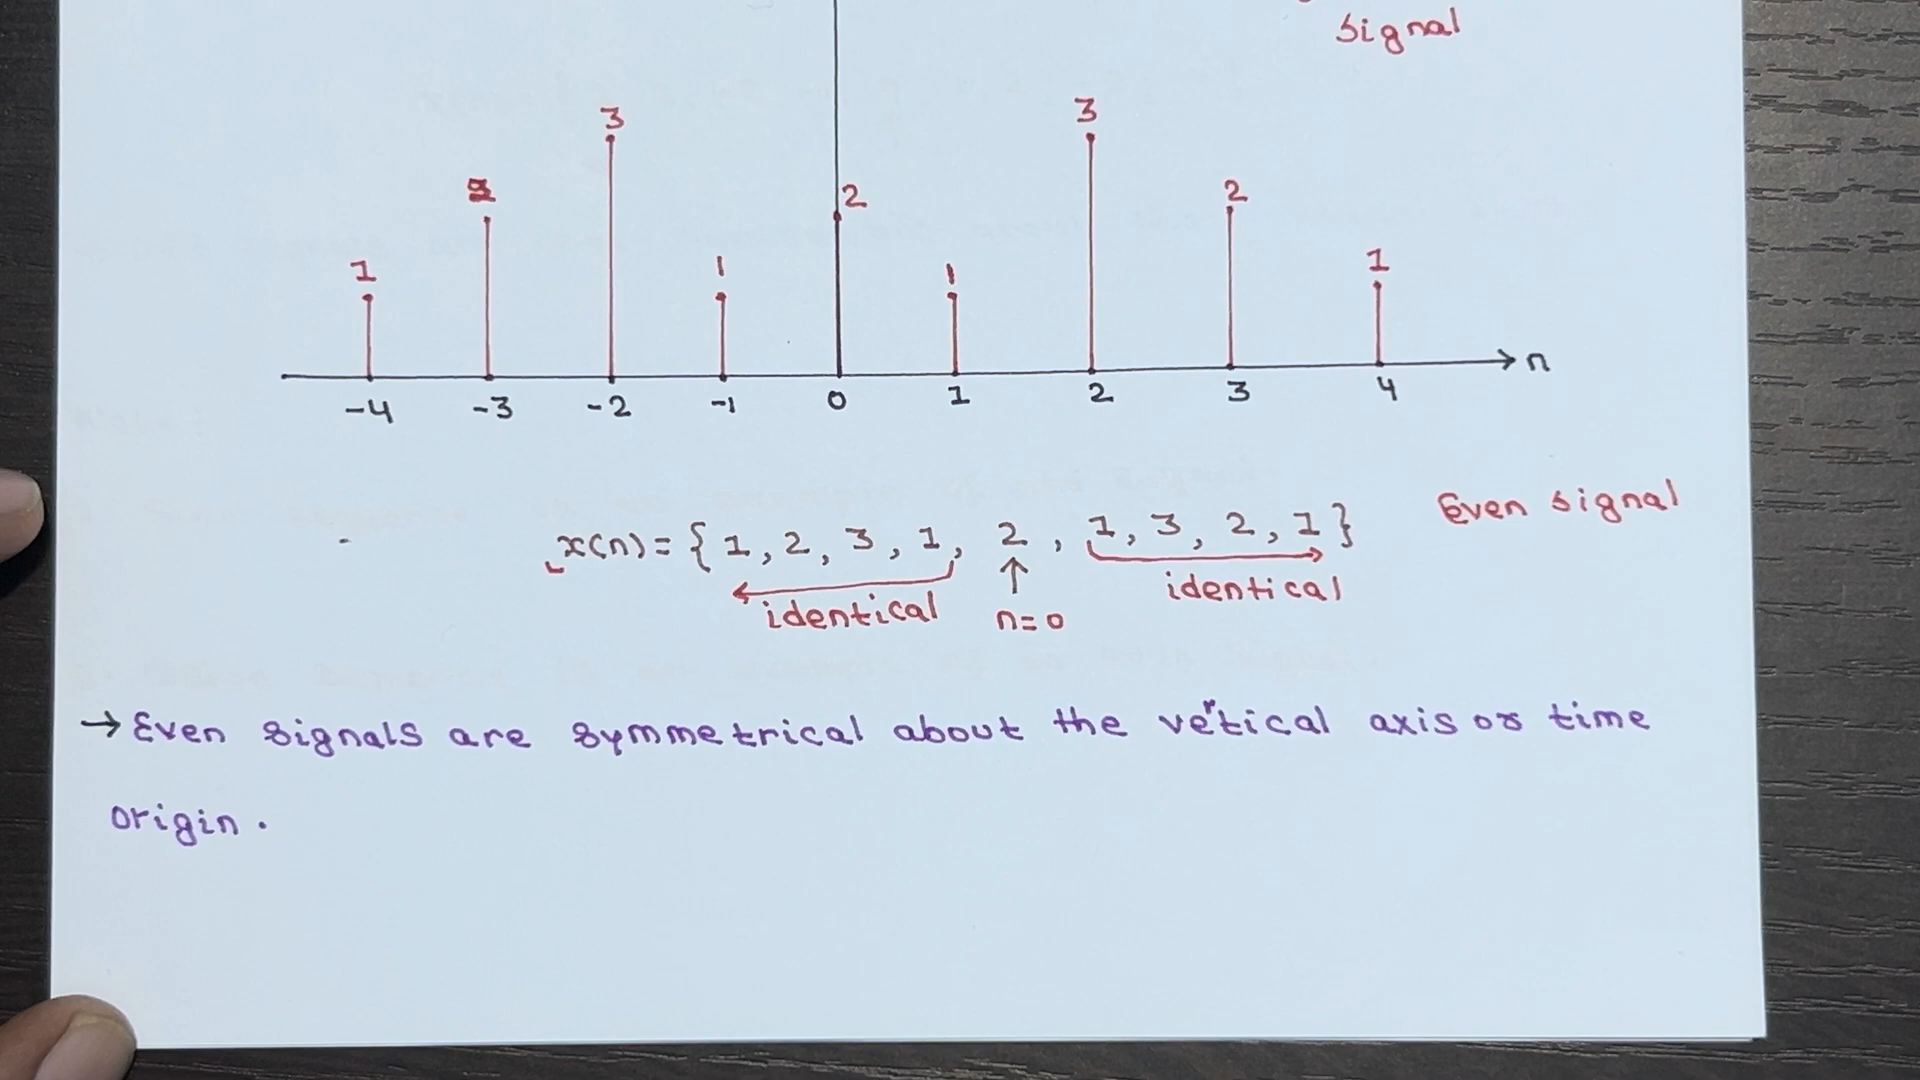 Signal
3 3
2 2
2
1 1 1 1
n
-4 -3 -2 -1 0 1 2 3 4
x(n) = { 1, 2, 3, 1, 2, 1, 3, 2, 1 } Even signal
↑
identical n=0 identical
→ Even signals are symmetrical about the vertical axis or time
origin.